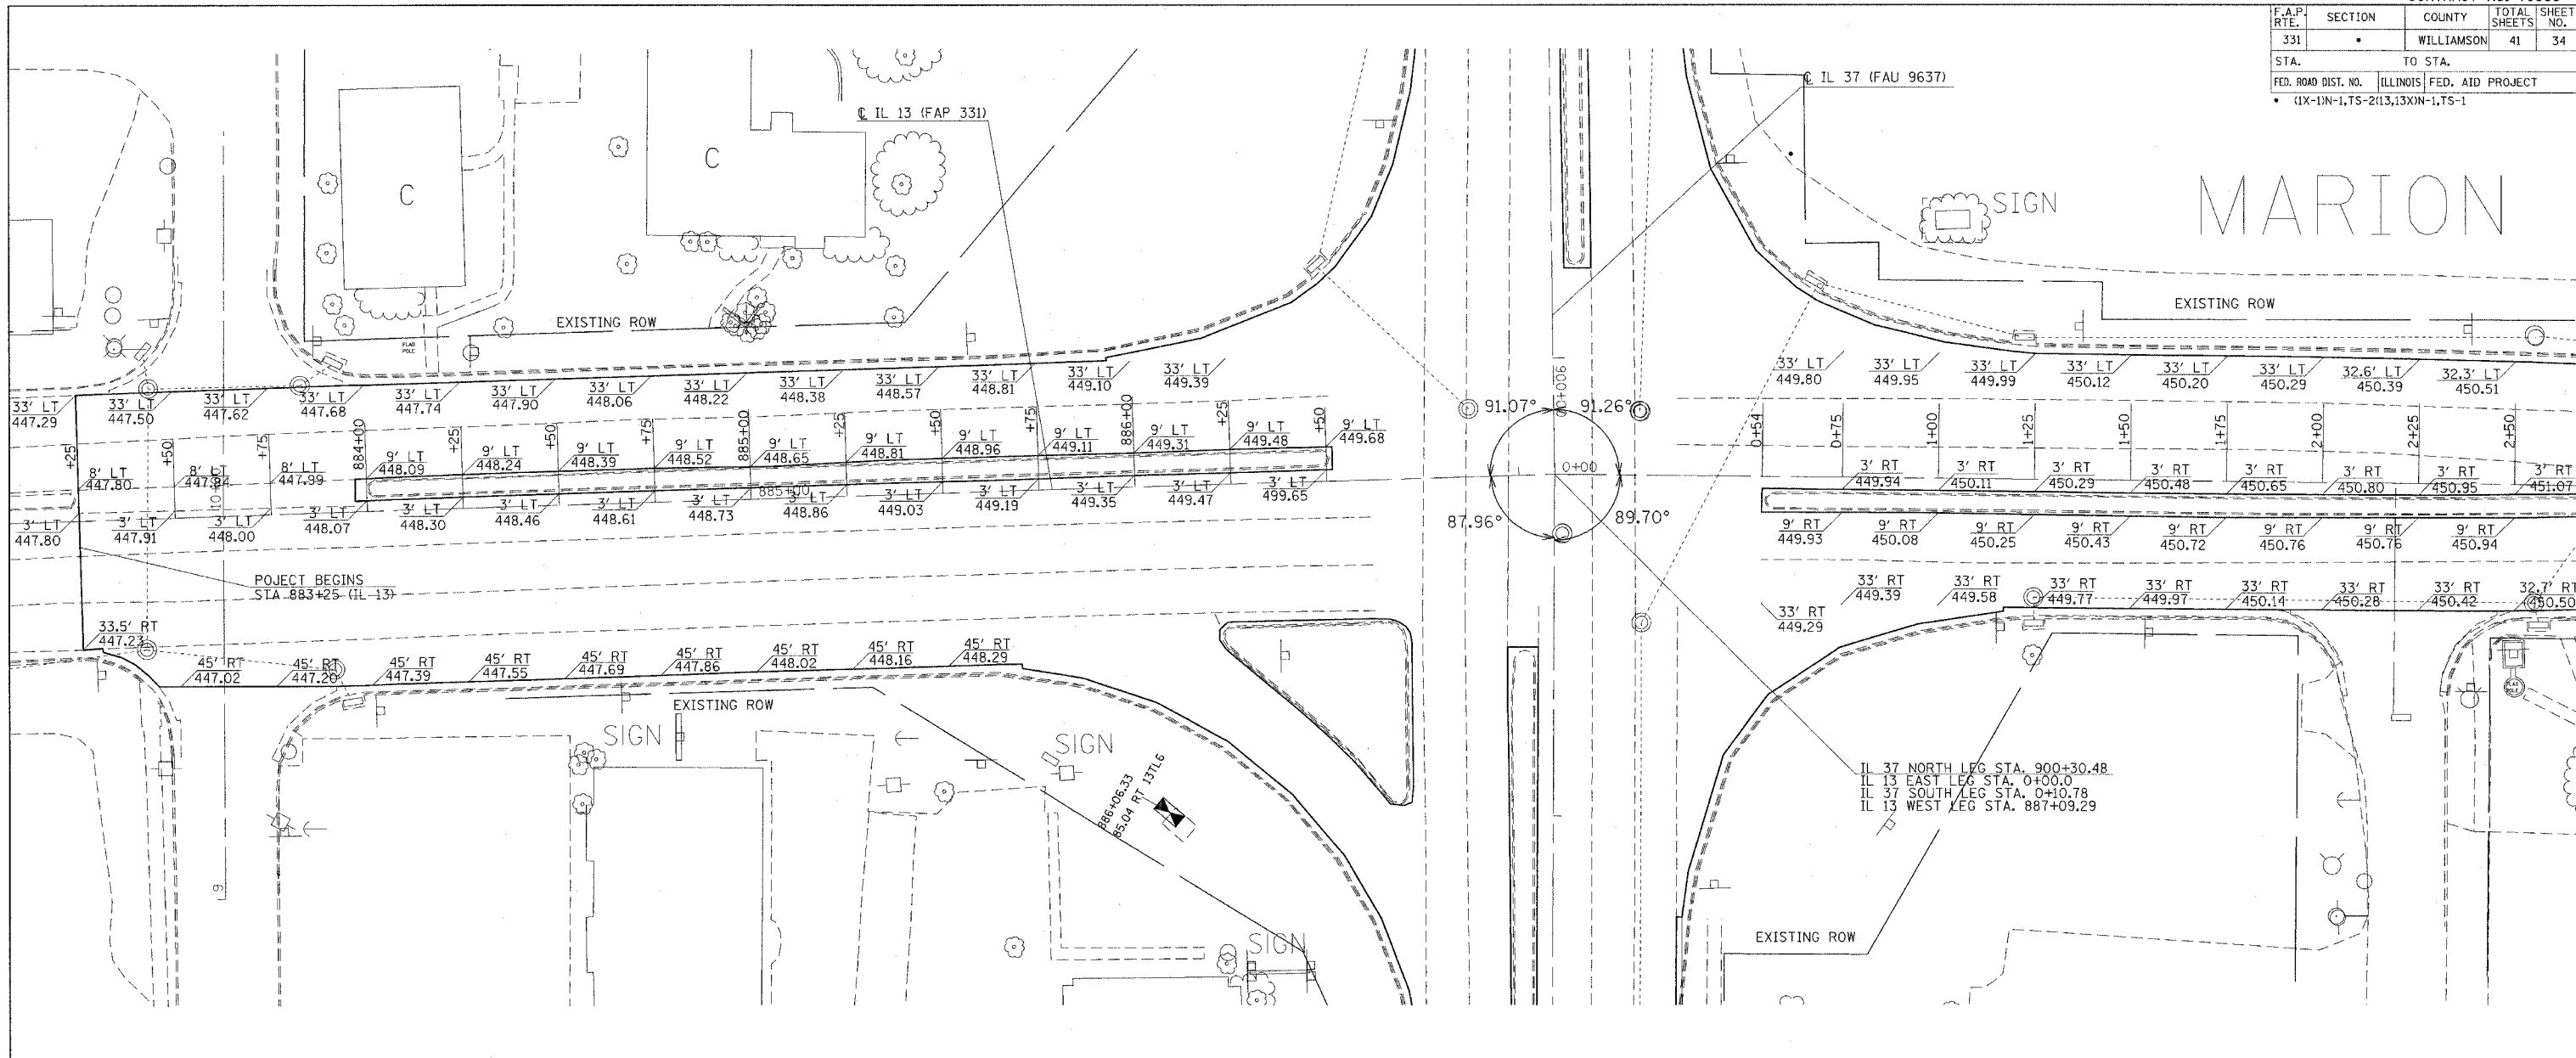 F.A.P. RTE. SECTION COUNTY TOTAL SHEETS SHEET NO.
331 • WILLIAMSON 41 34
STA. TO STA.
FED. ROAD DIST. NO. ILLINOIS FED. AID PROJECT
• (1X-1)N-1,TS-2(13,13X)N-1,TS-1
℄ IL 37 (FAU 9637)
℄ IL 13 (FAP 331)
C
C
SIGN
MARION
EXISTING ROW
EXISTING ROW
FLAG POLE
33' LT 447.29
33' LT 447.50
33' LT 447.62
33' LT 447.68
33' LT 447.74
33' LT 447.90
33' LT 448.06
33' LT 448.22
33' LT 448.38
33' LT 448.57
33' LT 448.81
33' LT 449.10
33' LT 449.39
33' LT 449.80
33' LT 449.95
33' LT 449.99
33' LT 450.12
33' LT 450.20
33' LT 450.29
32.6' LT 450.39
32.3' LT 450.51
+25
+50
+75
884+00
+25
+50
+75
885+00
+25
+50
+75
886+00
+25
+50
91.07°
91.26°
900+00
0+54
0+75
1+00
1+25
1+50
1+75
2+00
2+25
2+50
8' LT 447.80
8' LT 447.84
8' LT 447.99
9' LT 448.09
9' LT 448.24
9' LT 448.39
9' LT 448.52
9' LT 448.65
9' LT 448.81
9' LT 448.96
9' LT 449.11
9' LT 449.31
9' LT 449.48
9' LT 449.68
0+00
3' RT 449.94
3' RT 450.11
3' RT 450.29
3' RT 450.48
3' RT 450.65
3' RT 450.80
3' RT 450.95
3' RT 451.07
885+00
3' LT 447.80
3' LT 447.91
3' LT 448.00
3' LT 448.07
3' LT 448.30
3' LT 448.46
3' LT 448.61
3' LT 448.73
3' LT 448.86
3' LT 449.03
3' LT 449.19
3' LT 449.35
3' LT 449.47
3' LT 499.65
87.96°
89.70°
9' RT 449.93
9' RT 450.08
9' RT 450.25
9' RT 450.43
9' RT 450.72
9' RT 450.76
9' RT 450.76
9' RT 450.94
POJECT BEGINS
STA 883+25 (IL 13)
33' RT 449.29
33' RT 449.39
33' RT 449.58
33' RT 449.77
33' RT 449.97
33' RT 450.14
33' RT 450.28
33' RT 450.42
32.7' RT 450.50
33.5' RT 447.23
45' RT 447.02
45' RT 447.20
45' RT 447.39
45' RT 447.55
45' RT 447.69
45' RT 447.86
45' RT 448.02
45' RT 448.16
45' RT 448.29
EXISTING ROW
SIGN
SIGN
FLAG POLE
886+06.33
85.04 RT 13TL6
IL 37 NORTH LEG STA. 900+30.48
IL 13 EAST LEG STA. 0+00.0
IL 37 SOUTH LEG STA. 0+10.78
IL 13 WEST LEG STA. 887+09.29
SIGN
EXISTING ROW